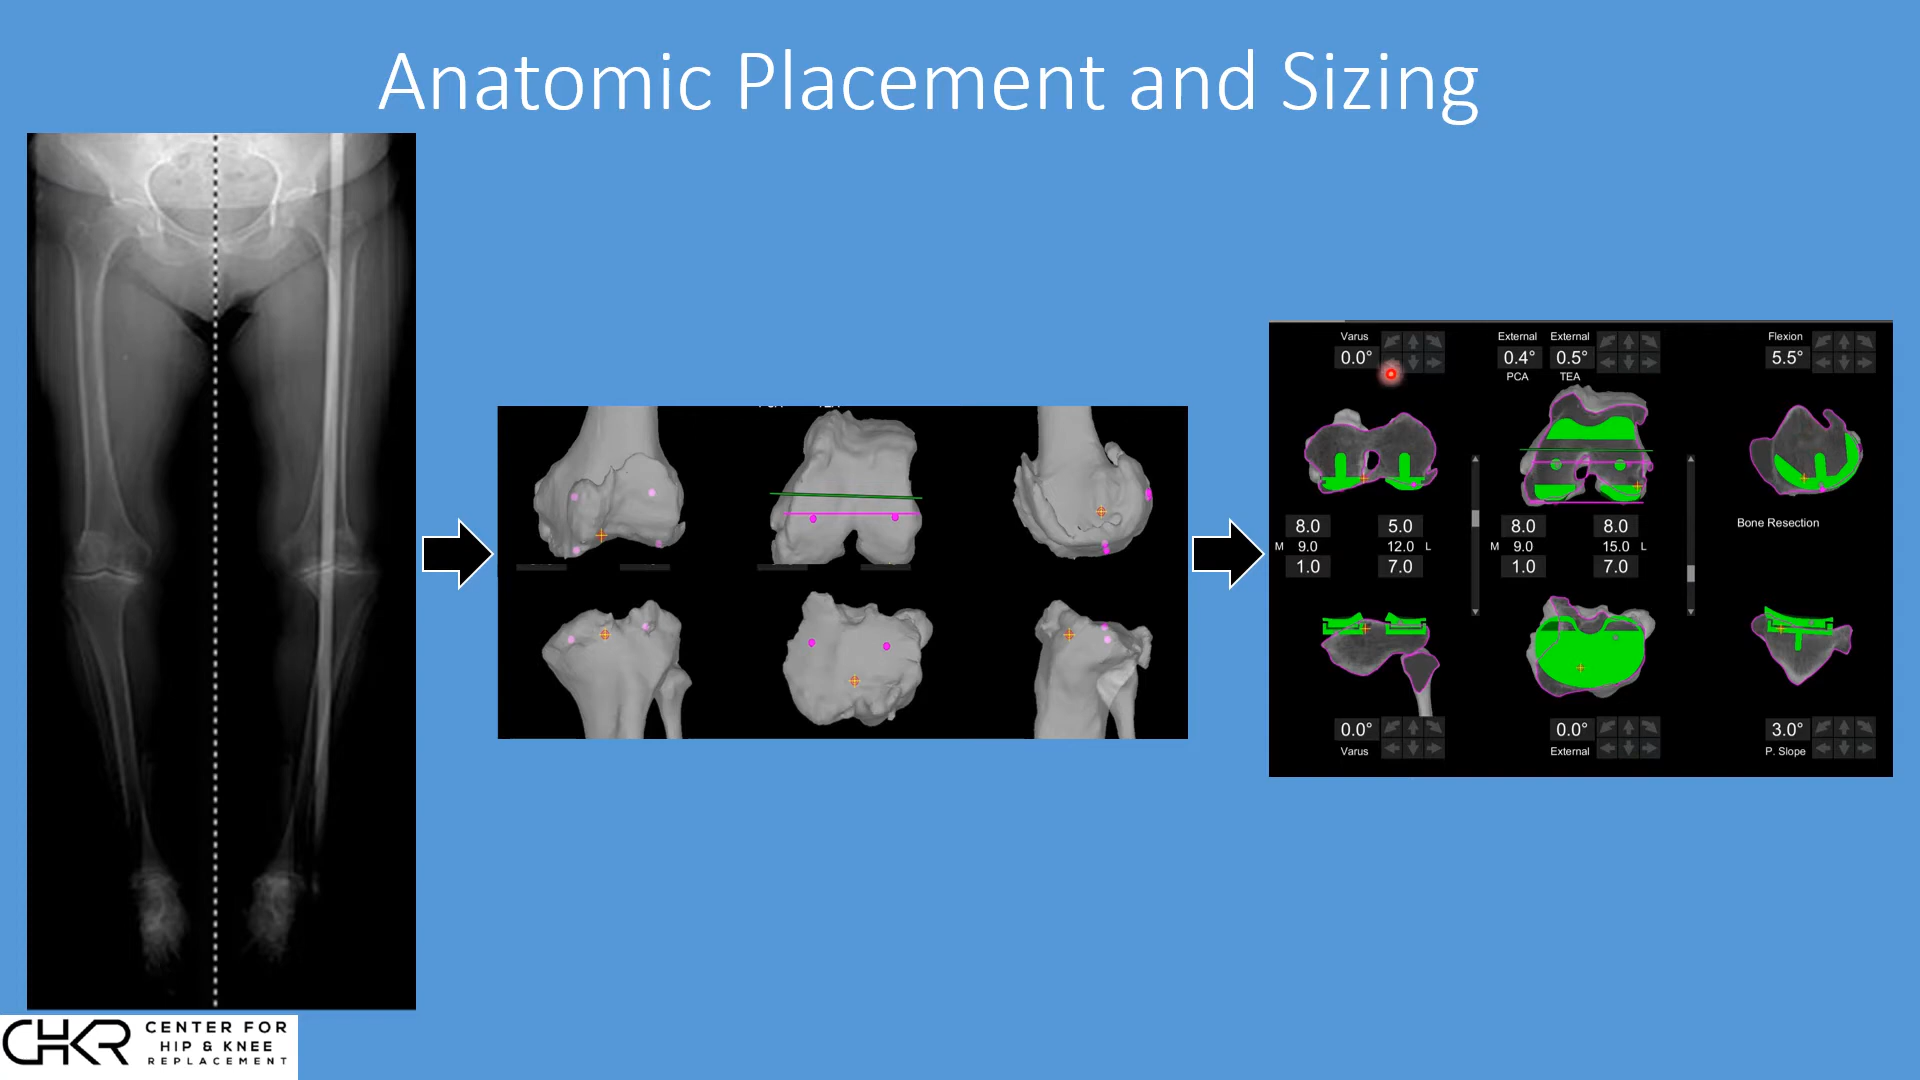 Anatomic Placement and Sizing
Varus
0.0°
External External
0.4° 0.5°
PCA TEA
Flexion
5.5°
8.0 5.0
M 9.0 12.0 L
1.0 7.0
8.0 8.0
M 9.0 15.0 L
1.0 7.0
Bone Resection
0.0°
Varus
0.0°
External
3.0°
P. Slope
CHKR
CENTER FOR
HIP & KNEE
REPLACEMENT